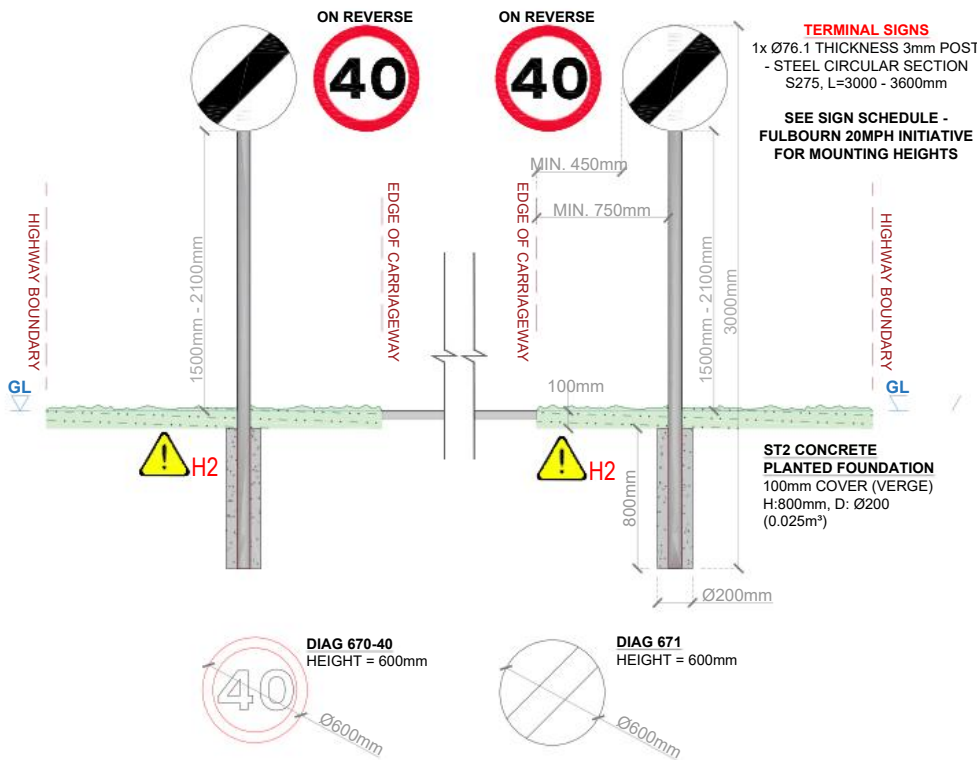 ON REVERSE
ON REVERSE
40
40
TERMINAL SIGNS
1x Ø76.1 THICKNESS 3mm POST
- STEEL CIRCULAR SECTION
S275, L=3000 - 3600mm
SEE SIGN SCHEDULE -
FULBOURN 20MPH INITIATIVE
FOR MOUNTING HEIGHTS
MIN. 450mm
MIN. 750mm
HIGHWAY BOUNDARY
1500mm - 2100mm
EDGE OF CARRIAGEWAY
EDGE OF CARRIAGEWAY
1500mm - 2100mm
3000mm
HIGHWAY BOUNDARY
GL
GL
100mm
H2
H2
800mm
ST2 CONCRETE
PLANTED FOUNDATION
100mm COVER (VERGE)
H:800mm, D: Ø200
(0.025m³)
Ø200mm
DIAG 670-40
HEIGHT = 600mm
40
Ø600mm
DIAG 671
HEIGHT = 600mm
Ø600mm